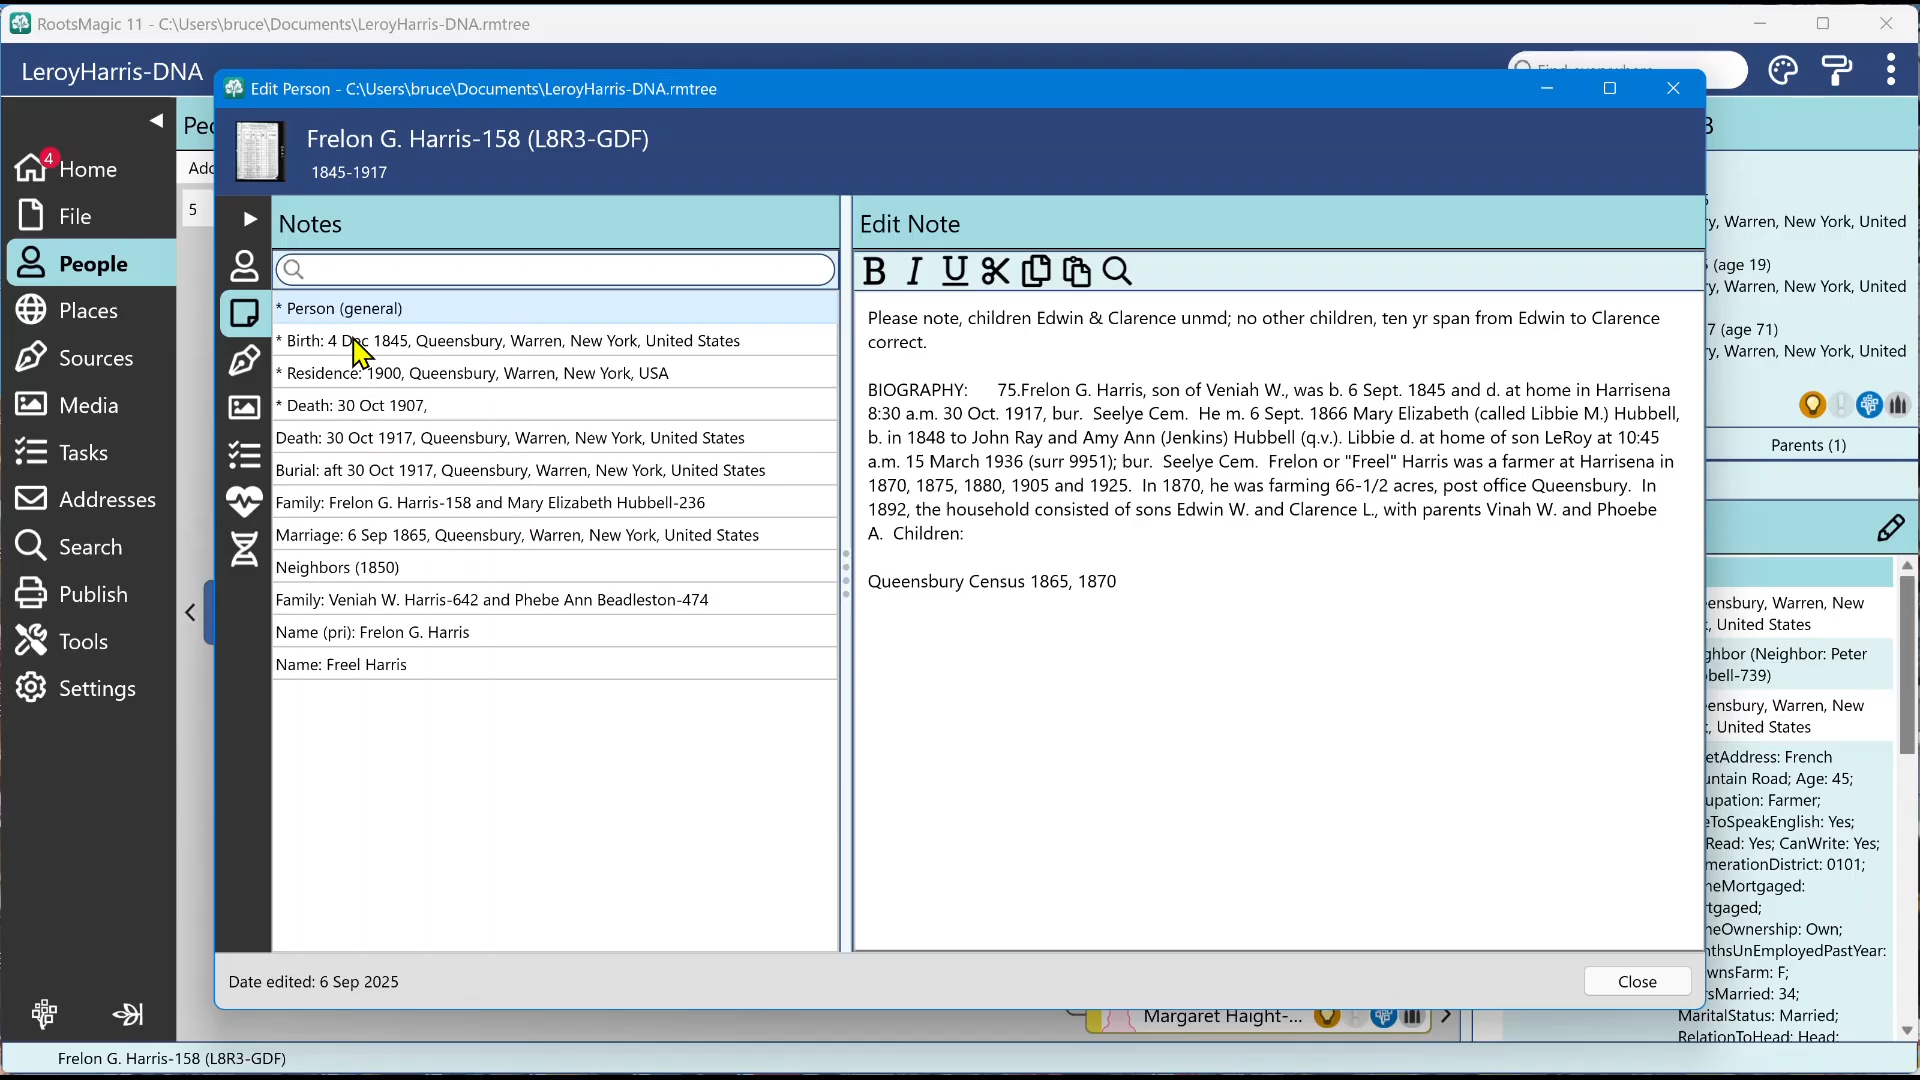 RootsMagic 11 - C:\Users\bruce\Documents\LeroyHarris-DNA.rmtree
LeroyHarris-DNA
Edit Person - C:\Users\bruce\Documents\LeroyHarris-DNA.rmtree
Frelon G. Harris-158 (L8R3-GDF)
1845-1917
4
Home
File
People
Places
Sources
Media
Tasks
Addresses
Search
Publish
Tools
Settings
5
Notes
* Person (general)
* Birth: 4 Dec 1845, Queensbury, Warren, New York, United States
* Residence: 1900, Queensbury, Warren, New York, USA
* Death: 30 Oct 1907,
Death: 30 Oct 1917, Queensbury, Warren, New York, United States
Burial: aft 30 Oct 1917, Queensbury, Warren, New York, United States
Family: Frelon G. Harris-158 and Mary Elizabeth Hubbell-236
Marriage: 6 Sep 1865, Queensbury, Warren, New York, United States
Neighbors (1850)
Family: Veniah W. Harris-642 and Phebe Ann Beadleston-474
Name (pri): Frelon G. Harris
Name: Freel Harris
Edit Note
B I U
Please note, children Edwin & Clarence unmd; no other children, ten yr span from Edwin to Clarence
correct.
BIOGRAPHY: 75.Frelon G. Harris, son of Veniah W., was b. 6 Sept. 1845 and d. at home in Harrisena
8:30 a.m. 30 Oct. 1917, bur. Seelye Cem. He m. 6 Sept. 1866 Mary Elizabeth (called Libbie M.) Hubbell,
b. in 1848 to John Ray and Amy Ann (Jenkins) Hubbell (q.v.). Libbie d. at home of son LeRoy at 10:45
a.m. 15 March 1936 (surr 9951); bur. Seelye Cem. Frelon or "Freel" Harris was a farmer at Harrisena in
1870, 1875, 1880, 1905 and 1925. In 1870, he was farming 66-1/2 acres, post office Queensbury. In
1892, the household consisted of sons Edwin W. and Clarence L., with parents Vinah W. and Phoebe
A. Children:
Queensbury Census 1865, 1870
y, Warren, New York, United
(age 19)
y, Warren, New York, United
7 (age 71)
y, Warren, New York, United
Parents (1)
ensbury, Warren, New
, United States
ghbor (Neighbor: Peter
bell-739)
ensbury, Warren, New
, United States
etAddress: French
untain Road; Age: 45;
upation: Farmer;
eToSpeakEnglish: Yes;
Read: Yes; CanWrite: Yes;
merationDistrict: 0101;
neMortgaged:
tgaged;
neOwnership: Own;
nthsUnEmployedPastYear:
wnsFarm: F;
rsMarried: 34;
MaritalStatus: Married;
RelationToHead: Head;
Date edited: 6 Sep 2025
Close
Margaret Haight-...
Frelon G. Harris-158 (L8R3-GDF)